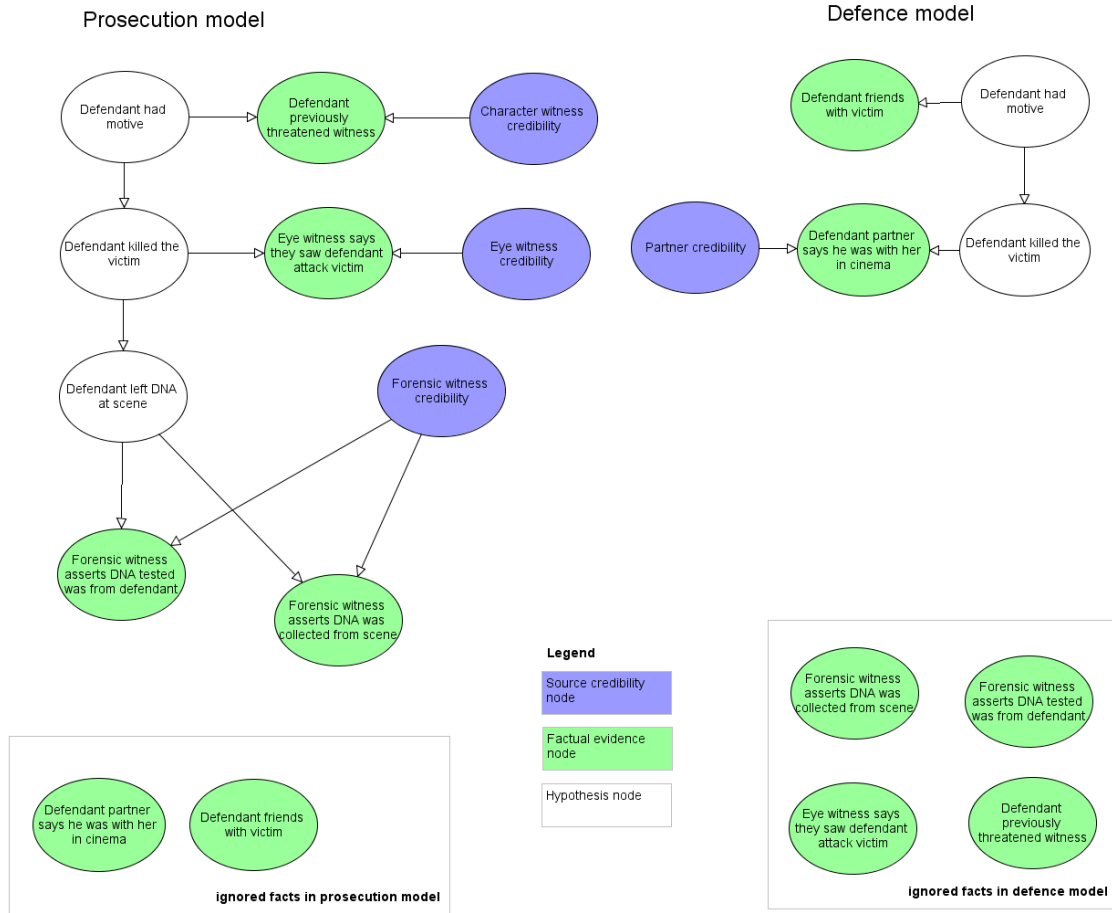 Prosecution model
Defence model
Defendant had
motive
Defendant
previously
threatened witness
Character witness
credibility
Defendant friends
with victim
Defendant had
motive
Defendant killed the
victim
Eye witness says
they saw defendant
attack victim
Eye witness
credibility
Partner credibility
Defendant partner
says he was with her
in cinema
Defendant killed the
victim
Defendant left DNA
at scene
Forensic witness
credibility
Forensic witness
asserts DNA tested
was from defendant
Forensic witness
asserts DNA was
collected from scene
Legend
Source credibility
node
Factual evidence
node
Hypothesis node
Defendant partner
says he was with her
in cinema
Defendant friends
with victim
ignored facts in prosecution model
Forensic witness
asserts DNA was
collected from scene
Forensic witness
asserts DNA tested
was from defendant
Eye witness says
they saw defendant
attack victim
Defendant
previously
threatened witness
ignored facts in defence model